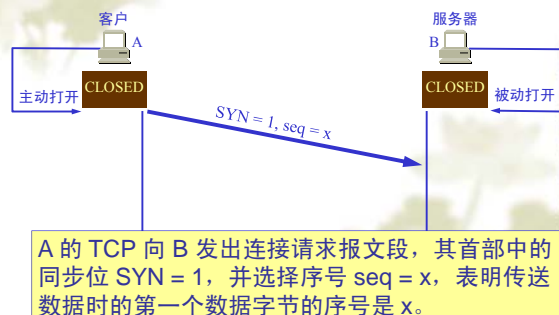 客户
服务器
A
B
主动打开
CLOSED
CLOSED
被动打开
SYN = 1, seq = x
A 的 TCP 向 B 发出连接请求报文段，其首部中的
同步位 SYN = 1，并选择序号 seq = x，表明传送
数据时的第一个数据字节的序号是 x。